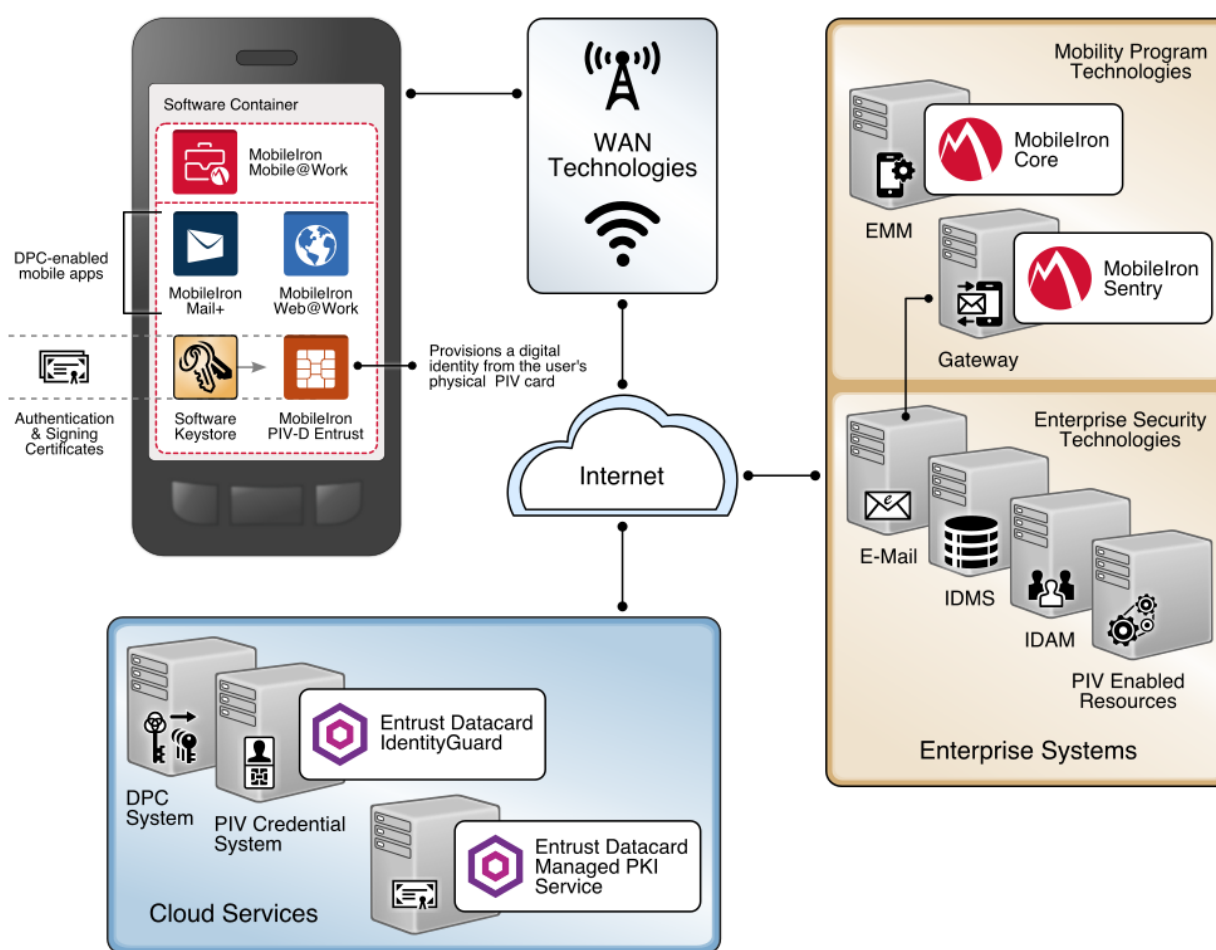 Software Container
MobileIron
Mobile@Work
DPC-enabled
mobile apps
MobileIron
Mail+
MobileIron
Web@Work
Authentication
& Signing
Certificates
Software
Keystore
MobileIron
PIV-D Entrust
Provisions a digital
identity from the user's
physical PIV card
WAN
Technologies
Internet
Mobility Program
Technologies
MobileIron
Core
EMM
MobileIron
Sentry
Gateway
Enterprise Security
Technologies
e
E-Mail
IDMS
IDAM
PIV Enabled
Resources
Enterprise Systems
Entrust Datacard
IdentityGuard
DPC
System
PIV Credential
System
Entrust Datacard
Managed PKI
Service
Cloud Services